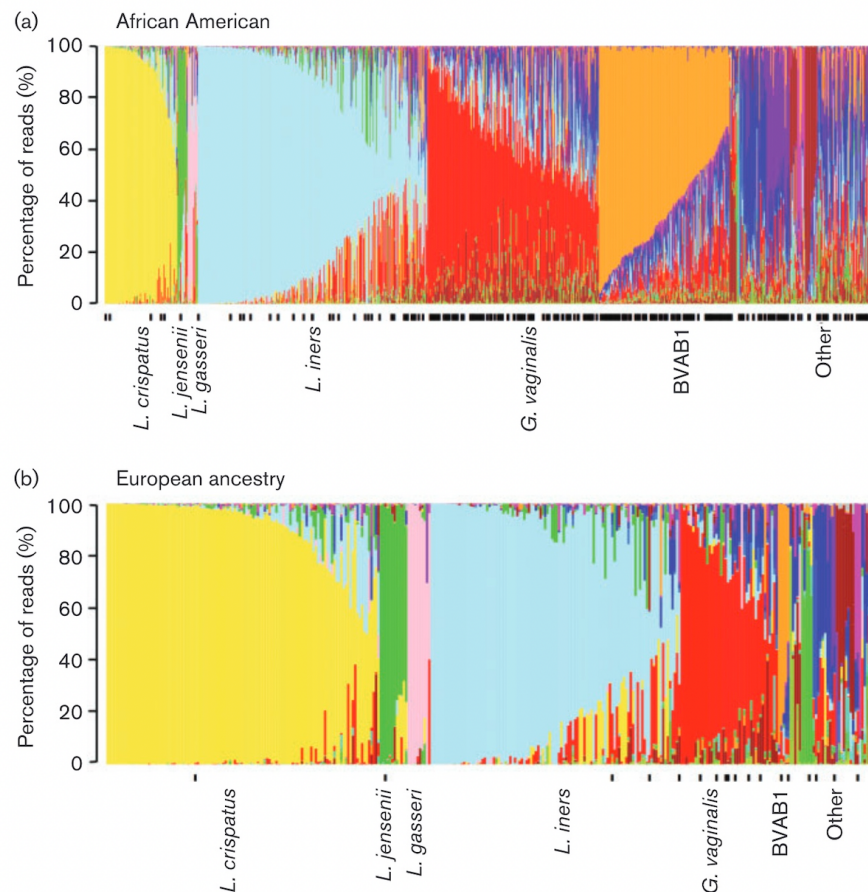 (a) African American
Percentage of reads (%)
100
80
60
40
20
0
L. crispatus
L. jensenii
L. gasseri
L. iners
G. vaginalis
BVAB1
Other
(b) European ancestry
Percentage of reads (%)
100
80
60
40
20
0
L. crispatus
L. jensenii
L. gasseri
L. iners
G. vaginalis
BVAB1
Other